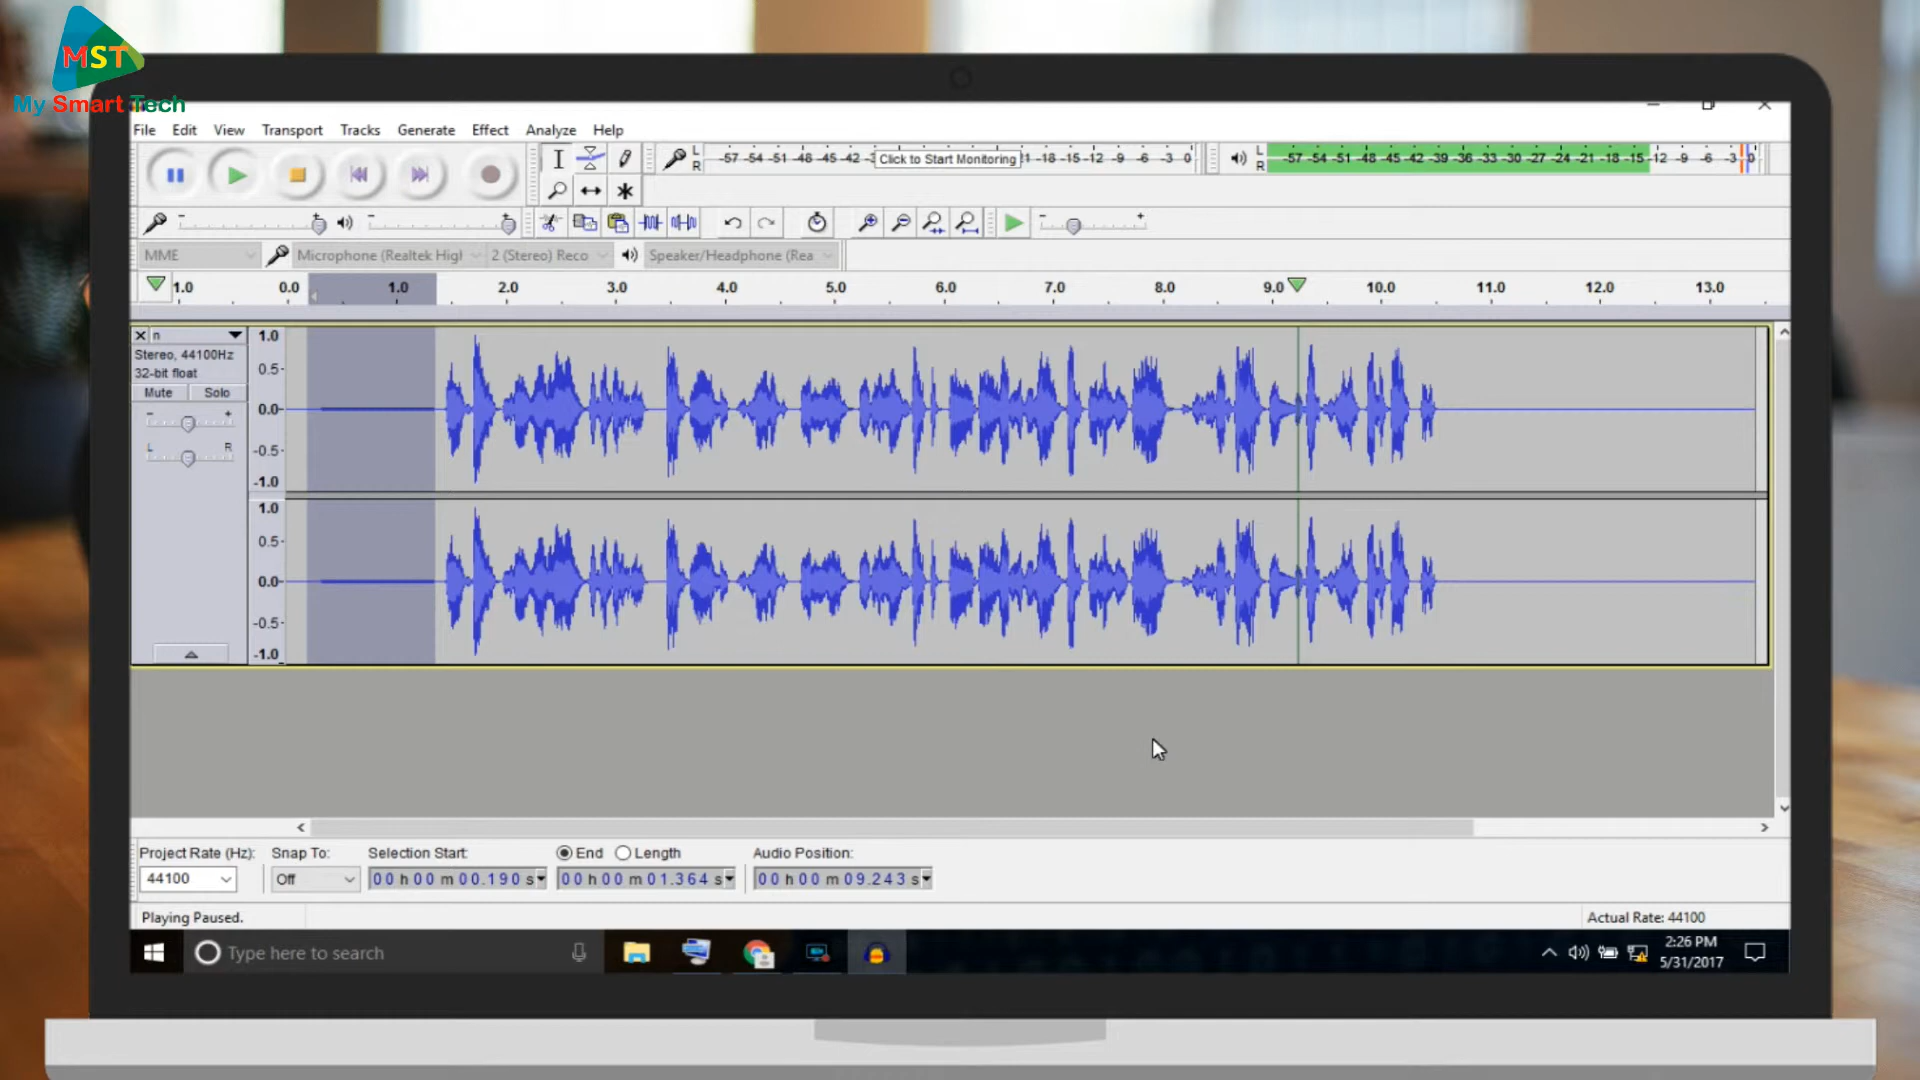 MST
My Smart Tech
File Edit View Transport Tracks Generate Effect Analyze Help
L
R
-57 -54 -51 -48 -45 -42 -3
Click to Start Monitoring
1 -18 -15 -12 -9 -6 -3 0
L
R
-57 -54 -51 -48 -45 -42 -39 -36 -33 -30 -27 -24 -21 -18 -15 -12 -9 -6 -3 0
MME Microphone (Realtek High 2 (Stereo) Reco Speaker/Headphone (Rea
1.0 0.0 1.0 2.0 3.0 4.0 5.0 6.0 7.0 8.0 9.0 10.0 11.0 12.0 13.0
n
Stereo, 44100Hz
32-bit float
Mute Solo
- +
L R
1.0
0.5
0.0
-0.5
-1.0
1.0
0.5
0.0
-0.5
-1.0
Project Rate (Hz): Snap To: Selection Start: End Length Audio Position:
44100 Off 00 h 00 m 00.190 s 00 h 00 m 01.364 s 00 h 00 m 09.243 s
Playing Paused. Actual Rate: 44100
Type here to search
2:26 PM
5/31/2017